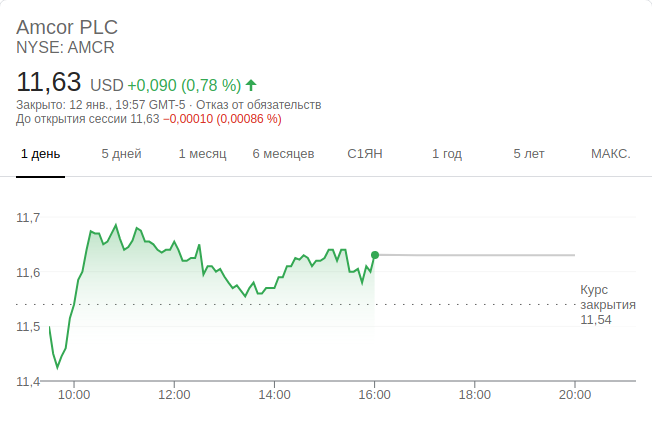 Amcor PLC
NYSE: AMCR
11,63 USD +0,090 (0,78 %)
Закрыто: 12 янв., 19:57 GMT-5 · Отказ от обязательств
До открытия сессии 11,63 −0,00010 (0,00086 %)
1 день 5 дней 1 месяц 6 месяцев С1ЯН 1 год 5 лет МАКС.
11,7
11,6
Курс
закрытия
11,54
11,5
11,4
10:00 12:00 14:00 16:00 18:00 20:00